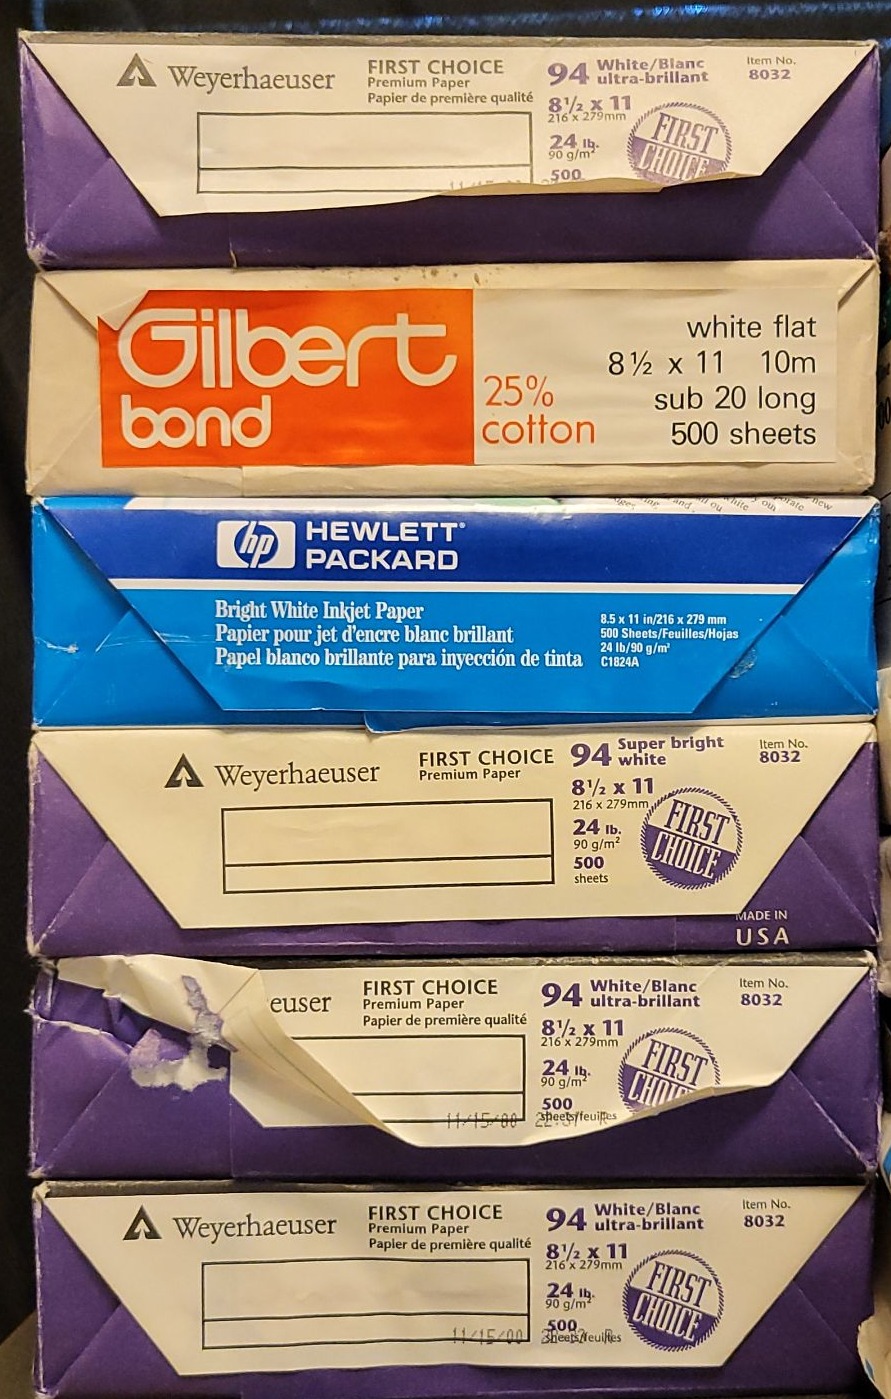 Weyerhaeuser
FIRST CHOICE
Premium Paper
Papier de première qualité
94 White/Blanc
ultra-brillant
8½ x 11
216 x 279mm
24 lb.
90 g/m²
500
Item No.
8032
FIRST
CHOICE
Gilbert
bond
25%
cotton
white flat
8½ x 11 10m
sub 20 long
500 sheets
hp HEWLETT®
PACKARD
Bright White Inkjet Paper
Papier pour jet d'encre blanc brillant
Papel blanco brillante para inyección de tinta
8.5 x 11 in/216 x 279 mm
500 Sheets/Feuilles/Hojas
24 lb/90 g/m²
C1824A
Weyerhaeuser
FIRST CHOICE
Premium Paper
94 Super bright
white
8½ x 11
216 x 279mm
24 lb.
90 g/m²
500
sheets
Item No.
8032
FIRST
CHOICE
MADE IN
USA
euser
FIRST CHOICE
Premium Paper
Papier de première qualité
94 White/Blanc
ultra-brillant
8½ x 11
216 x 279mm
24 lb.
90 g/m²
500
sheets/feuilles
11/15/00
Item No.
8032
FIRST
CHOICE
Weyerhaeuser
FIRST CHOICE
Premium Paper
Papier de première qualité
94 White/Blanc
ultra-brillant
8½ x 11
216 x 279mm
24 lb.
90 g/m²
500
sheets/feuilles
11/15/00
Item No.
8032
FIRST
CHOICE